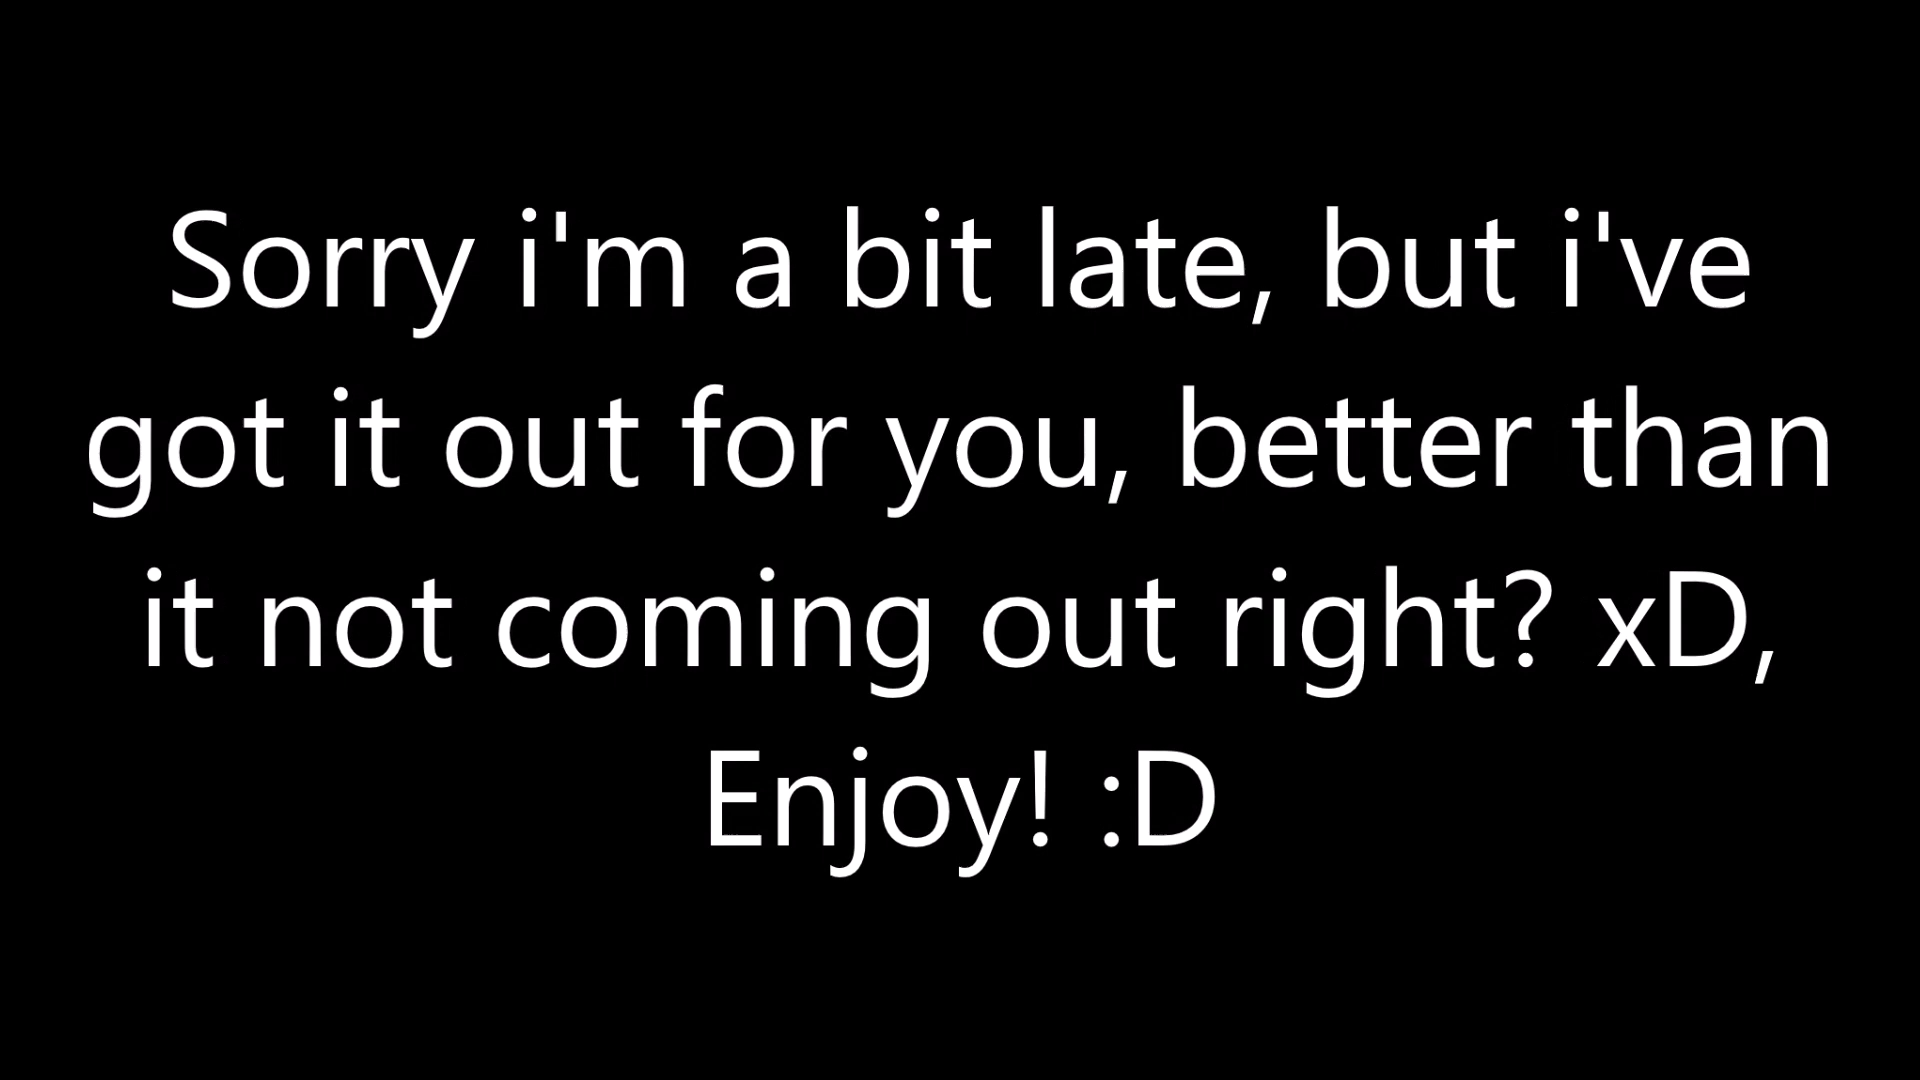 Sorry i'm a bit late, but i've
got it out for you, better than
it not coming out right? xD,
Enjoy! :D